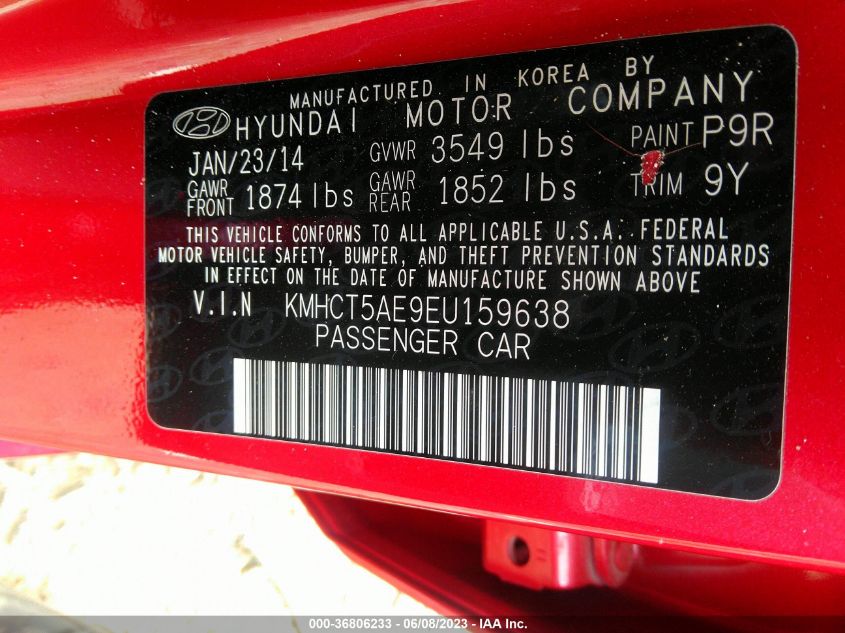 MANUFACTURED IN KOREA BY
HYUNDAI MOTOR COMPANY
JAN/23/14 GVWR 3549 lbs PAINT P9R
GAWR FRONT 1874 lbs GAWR REAR 1852 lbs TRIM 9Y
THIS VEHICLE CONFORMS TO ALL APPLICABLE U.S.A. FEDERAL
MOTOR VEHICLE SAFETY, BUMPER, AND THEFT PREVENTION STANDARDS
IN EFFECT ON THE DATE OF MANUFACTURE SHOWN ABOVE
V.I.N KMHCT5AE9EU159638
PASSENGER CAR
000-36806233 - 06/08/2023 - IAA Inc.